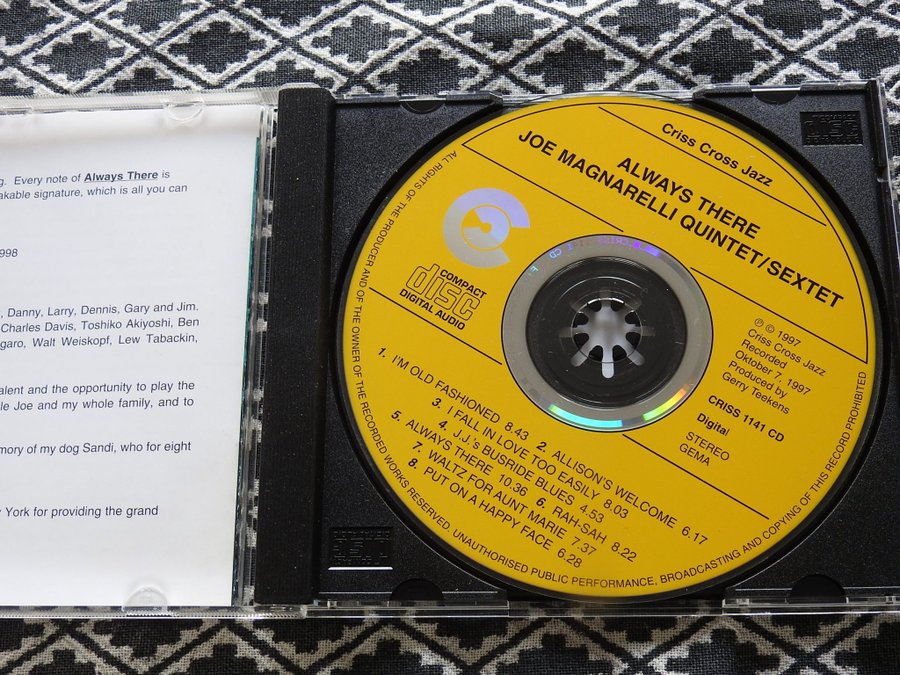 g. Every note of Always There is
akable signature, which is all you can
998
, Danny, Larry, Dennis, Gary and Jim.
Charles Davis, Toshiko Akiyoshi, Ben
garo, Walt Weiskopf, Lew Tabackin,
alent and the opportunity to play the
le Joe and my whole family, and to
mory of my dog Sandi, who for eight
York for providing the grand
Criss Cross Jazz
ALWAYS THERE
JOE MAGNARELLI QUINTET/SEXTET
COMPACT
disc
DIGITAL AUDIO
℗ © 1997
Criss Cross Jazz
Recorded
Oktober 7, 1997
Produced by
Gerry Teekens
CRISS 1141 CD
Digital
STEREO
GEMA
1. I'M OLD FASHIONED 8.43 2. ALLISON'S WELCOME 6.17
3. I FALL IN LOVE TOO EASILY 8.03
4. J.J's BUSRIDE BLUES 4.53
5. ALWAYS THERE 10.36 6. RAH-SAH 8.22
7. WALTZ FOR AUNT MARIE 7.37
8. PUT ON A HAPPY FACE 6.28
ALL RIGHTS OF THE PRODUCER AND OF THE OWNER OF THE RECORDED WORKS RESERVED. UNAUTHORISED PUBLIC PERFORMANCE, BROADCASTING AND COPYING OF THIS RECORD PROHIBITED